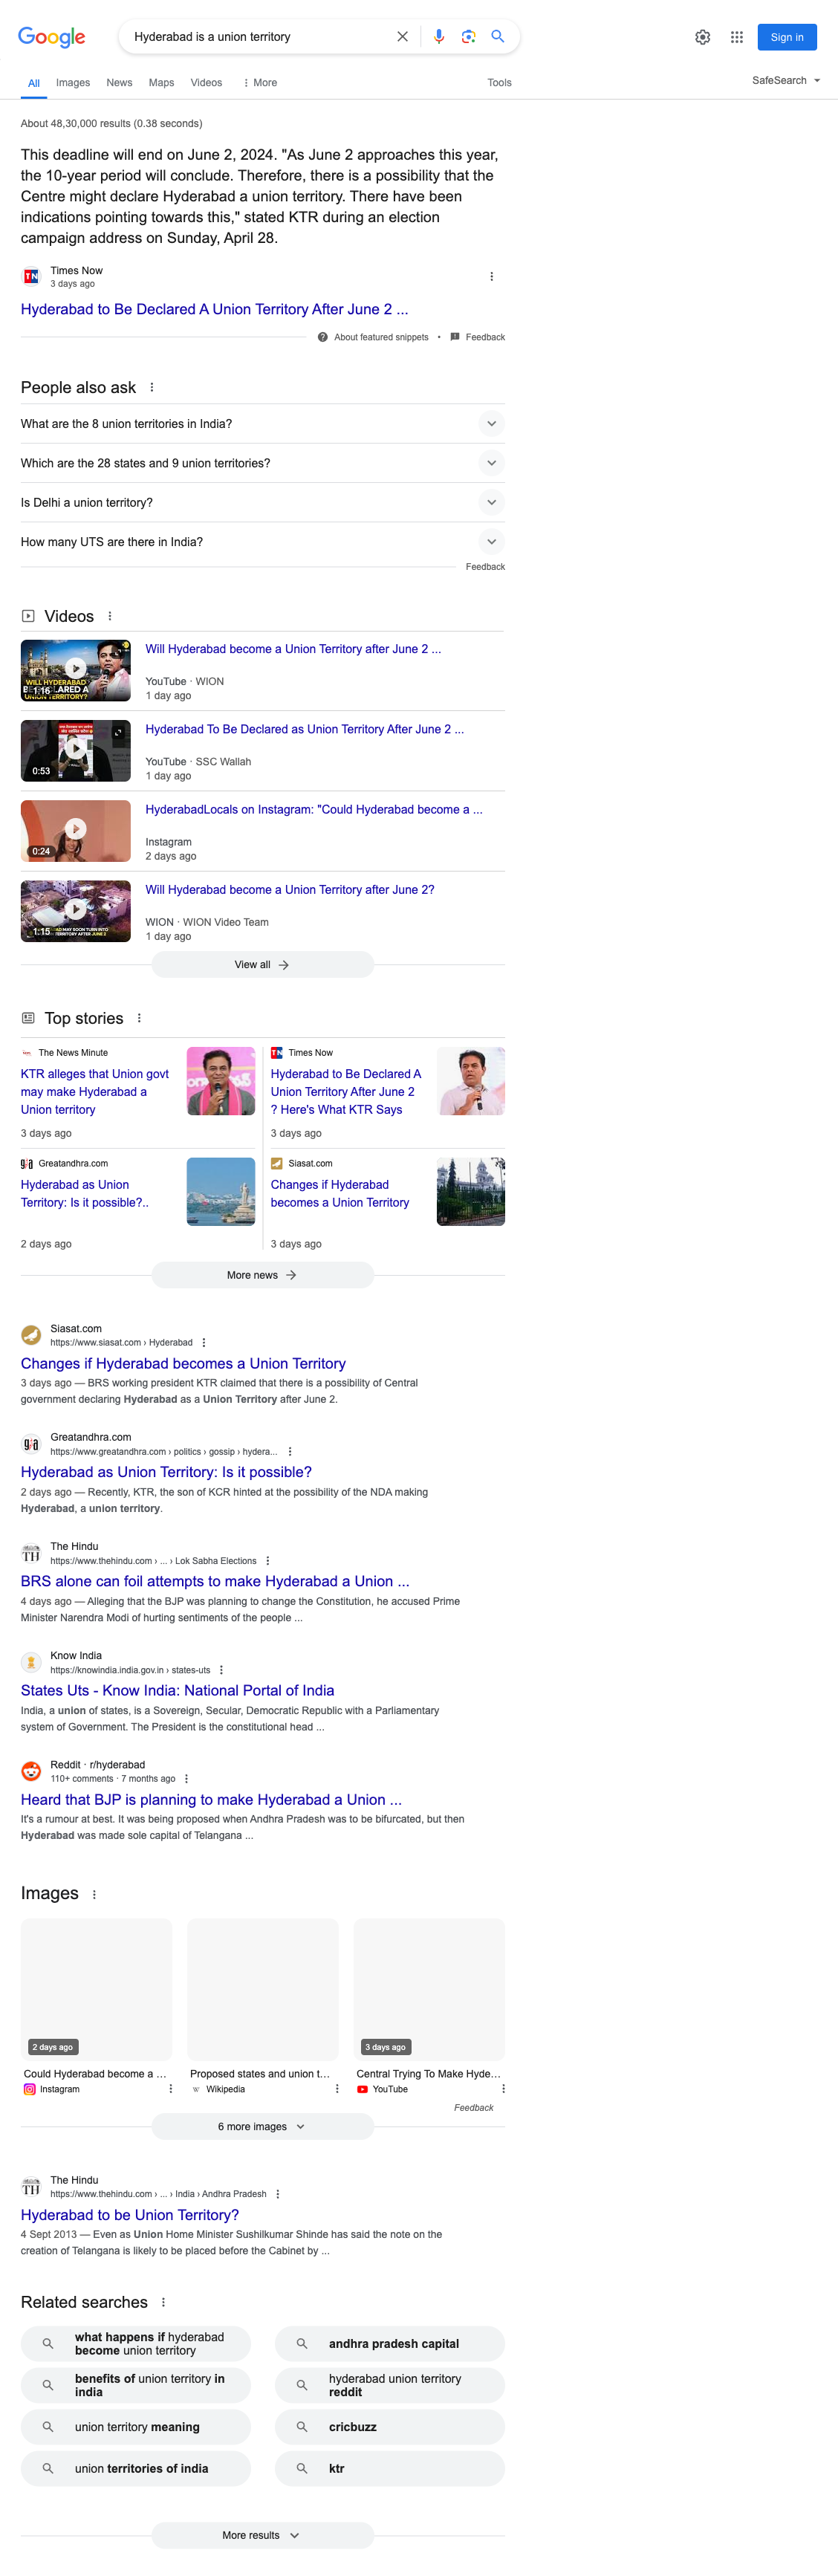 Google
Hyderabad is a union territory
Sign in
All
Images
News
Maps
Videos
More
Tools
SafeSearch
About 48,30,000 results (0.38 seconds)
This deadline will end on June 2, 2024. "As June 2 approaches this year,
the 10-year period will conclude. Therefore, there is a possibility that the
Centre might declare Hyderabad a union territory. There have been
indications pointing towards this," stated KTR during an election
campaign address on Sunday, April 28.
TN
Times Now
3 days ago
Hyderabad to Be Declared A Union Territory After June 2 ...
About featured snippets • Feedback
People also ask
What are the 8 union territories in India?
Which are the 28 states and 9 union territories?
Is Delhi a union territory?
How many UTS are there in India?
Feedback
Videos
WILL HYDERABAD
1:16
UNION TERRITORY?
Will Hyderabad become a Union Territory after June 2 ...
YouTube · WION
1 day ago
0:53
Hyderabad To Be Declared as Union Territory After June 2 ...
YouTube · SSC Wallah
1 day ago
0:24
HyderabadLocals on Instagram: "Could Hyderabad become a ...
Instagram
2 days ago
1:15
Will Hyderabad become a Union Territory after June 2?
WION · WION Video Team
1 day ago
View all
Top stories
The News Minute
KTR alleges that Union govt
may make Hyderabad a
Union territory
3 days ago
Times Now
Hyderabad to Be Declared A
Union Territory After June 2
? Here's What KTR Says
3 days ago
Greatandhra.com
Hyderabad as Union
Territory: Is it possible?..
2 days ago
Siasat.com
Changes if Hyderabad
becomes a Union Territory
3 days ago
More news
Siasat.com
https://www.siasat.com › Hyderabad
Changes if Hyderabad becomes a Union Territory
3 days ago — BRS working president KTR claimed that there is a possibility of Central
government declaring Hyderabad as a Union Territory after June 2.
Greatandhra.com
https://www.greatandhra.com › politics › gossip › hydera...
Hyderabad as Union Territory: Is it possible?
2 days ago — Recently, KTR, the son of KCR hinted at the possibility of the NDA making
Hyderabad, a union territory.
TH
The Hindu
https://www.thehindu.com › ... › Lok Sabha Elections
BRS alone can foil attempts to make Hyderabad a Union ...
4 days ago — Alleging that the BJP was planning to change the Constitution, he accused Prime
Minister Narendra Modi of hurting sentiments of the people ...
Know India
https://knowindia.india.gov.in › states-uts
States Uts - Know India: National Portal of India
India, a union of states, is a Sovereign, Secular, Democratic Republic with a Parliamentary
system of Government. The President is the constitutional head ...
Reddit · r/hyderabad
110+ comments · 7 months ago
Heard that BJP is planning to make Hyderabad a Union ...
It's a rumour at best. It was being proposed when Andhra Pradesh was to be bifurcated, but then
Hyderabad was made sole capital of Telangana ...
Images
2 days ago
3 days ago
Could Hyderabad become a ...
Instagram
Proposed states and union t...
W
Wikipedia
Central Trying To Make Hyde...
YouTube
Feedback
6 more images
TH
The Hindu
https://www.thehindu.com › ... › India › Andhra Pradesh
Hyderabad to be Union Territory?
4 Sept 2013 — Even as Union Home Minister Sushilkumar Shinde has said the note on the
creation of Telangana is likely to be placed before the Cabinet by ...
Related searches
what happens if hyderabad
become union territory
andhra pradesh capital
benefits of union territory in
india
hyderabad union territory
reddit
union territory meaning
cricbuzz
union territories of india
ktr
More results